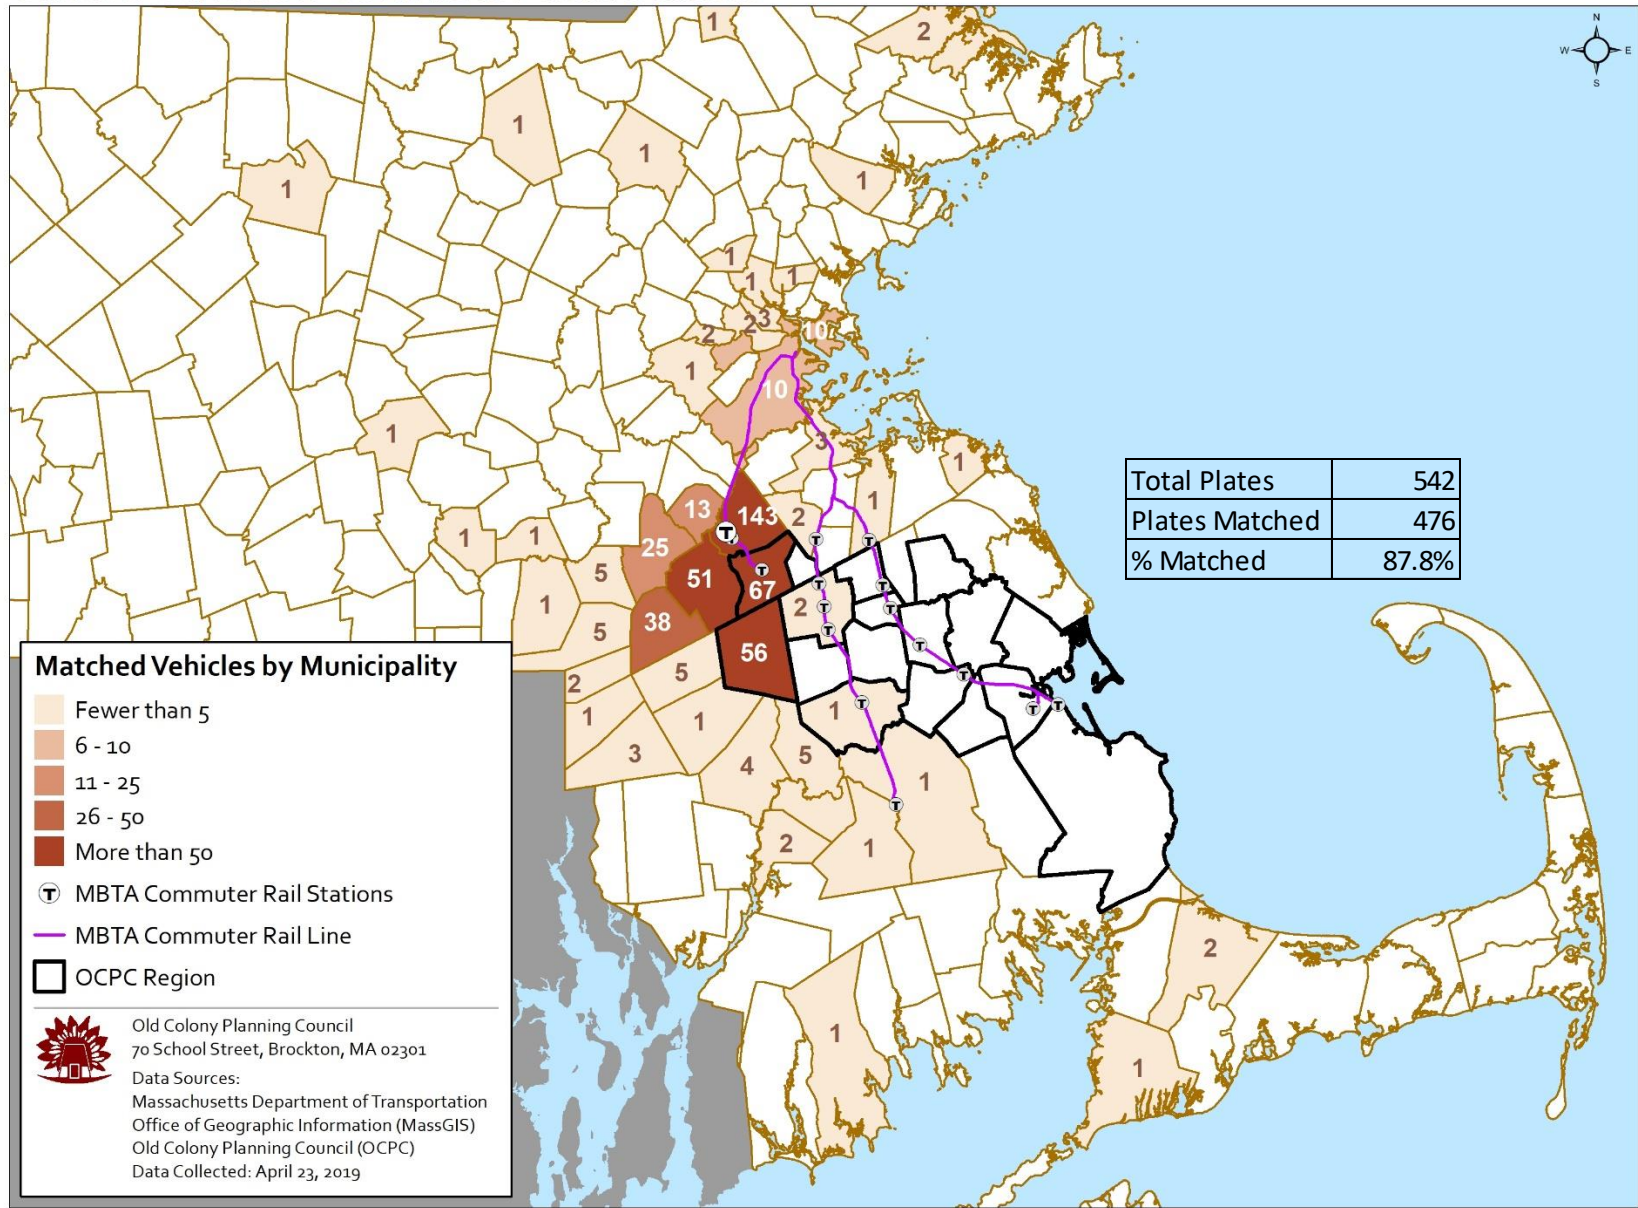 N
W E
S
1
2
1
1
1
1
1
1
1
2 3
2
10
1
10
1
3
1
13
143
2
1
1
1
25
5
51
67
1
2
5
38
56
5
2
1
1
1
3
4
5
1
2
1
2
1
1
Total Plates 542
Plates Matched 476
% Matched 87.8%
Matched Vehicles by Municipality
Fewer than 5
6 - 10
11 - 25
26 - 50
More than 50
T MBTA Commuter Rail Stations
MBTA Commuter Rail Line
OCPC Region
Old Colony Planning Council
70 School Street, Brockton, MA 02301
Data Sources:
Massachusetts Department of Transportation
Office of Geographic Information (MassGIS)
Old Colony Planning Council (OCPC)
Data Collected: April 23, 2019